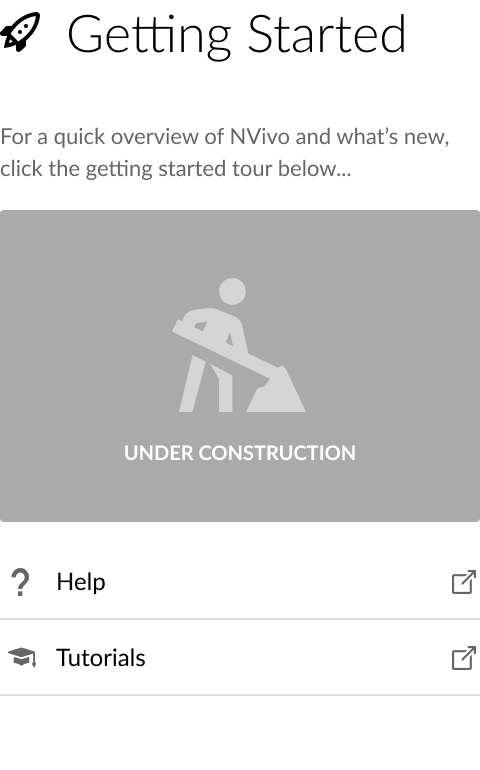 Getting Started
For a quick overview of NVivo and what’s new,
click the getting started tour below...
UNDER CONSTRUCTION
Help
Tutorials